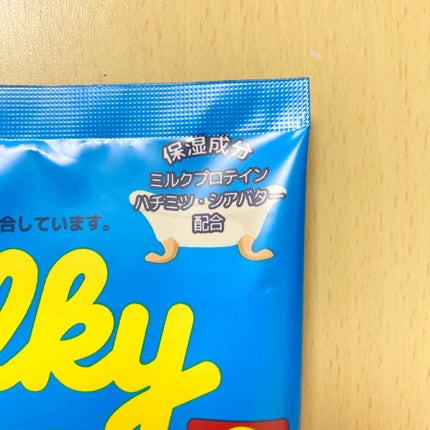 保湿成分
ミルクプロテイン
ハチミツ・シアバター
配合
合しています。
lky